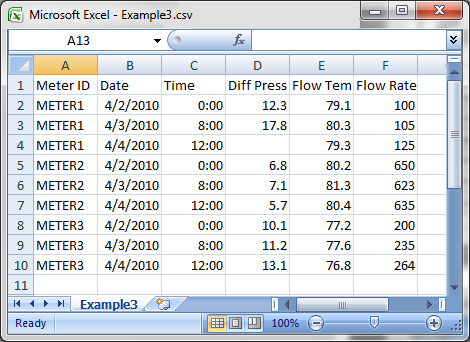 Microsoft Excel - Example3.csv
A13 fx
A B C D E F
1 Meter ID Date Time Diff Press Flow Tem Flow Rate
2 METER1 4/2/2010 0:00 12.3 79.1 100
3 METER1 4/3/2010 8:00 17.8 80.3 105
4 METER1 4/4/2010 12:00 79.3 125
5 METER2 4/2/2010 0:00 6.8 80.2 650
6 METER2 4/3/2010 8:00 7.1 81.3 623
7 METER2 4/4/2010 12:00 5.7 80.4 635
8 METER3 4/2/2010 0:00 10.1 77.2 200
9 METER3 4/3/2010 8:00 11.2 77.6 235
10 METER3 4/4/2010 12:00 13.1 76.8 264
11
Example3
Ready 100%